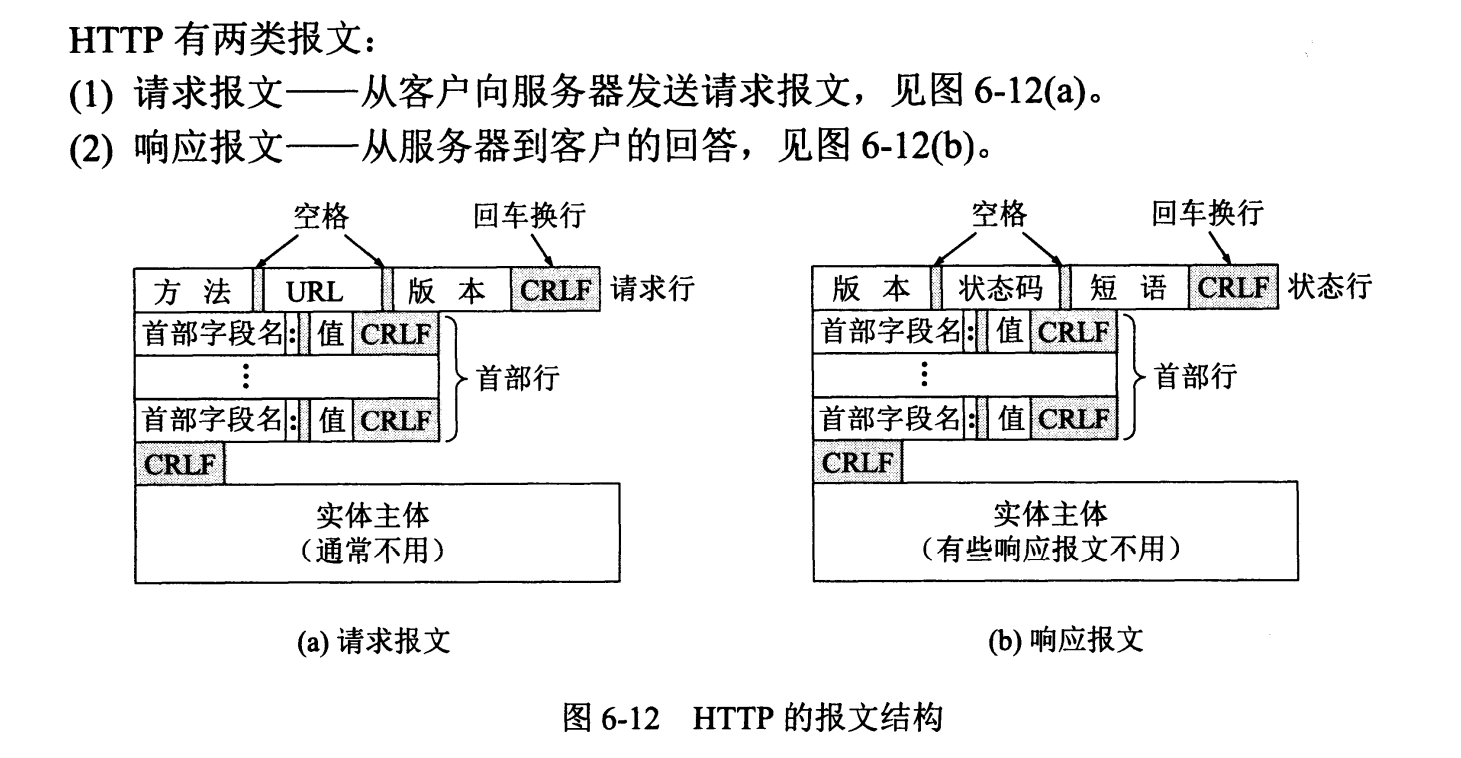 HTTP 有两类报文：
(1) 请求报文——从客户向服务器发送请求报文，见图 6-12(a)。
(2) 响应报文——从服务器到客户的回答，见图 6-12(b)。
空格 回车换行
方 法 URL 版 本 CRLF 请求行
首部字段名: 值 CRLF
⋮ 首部行
首部字段名: 值 CRLF
CRLF
实体主体
（通常不用）
(a) 请求报文
空格 回车换行
版 本 状态码 短 语 CRLF 状态行
首部字段名: 值 CRLF
⋮ 首部行
首部字段名: 值 CRLF
CRLF
实体主体
（有些响应报文不用）
(b) 响应报文
图 6-12 HTTP 的报文结构